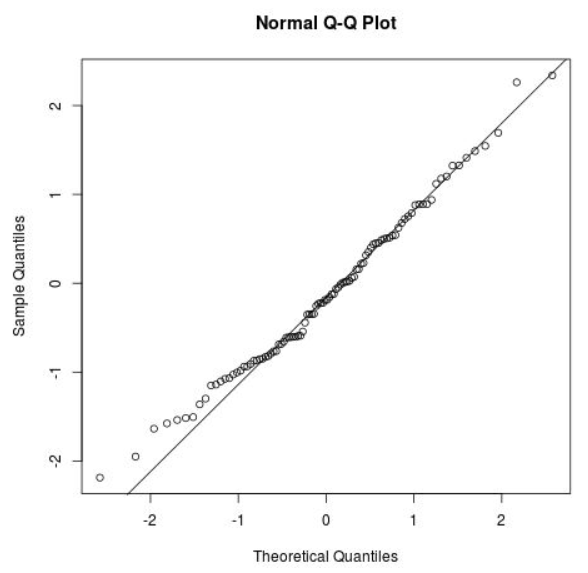 Normal Q-Q Plot
Sample Quantiles
2
1
0
-1
-2
-2 -1 0 1 2
Theoretical Quantiles